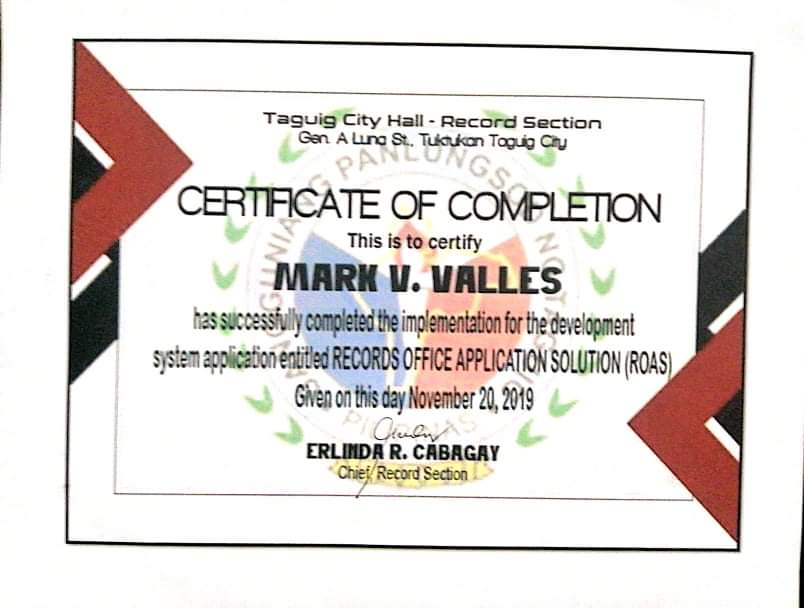 Taguig City Hall - Record Section
Gen. A Luna St., Tuktukan Taguig City
CERTIFICATE OF COMPLETION
This is to certify
MARK V. VALLES
has successfully completed the implementation for the development
system application entitled RECORDS OFFICE APPLICATION SOLUTION (ROAS)
Given on this day November 20, 2019
ERLINDA R. CABAGAY
Chief, Record Section
SANGGUNIANG PANLUNGSOD NG TAGUIG
PILIPINAS